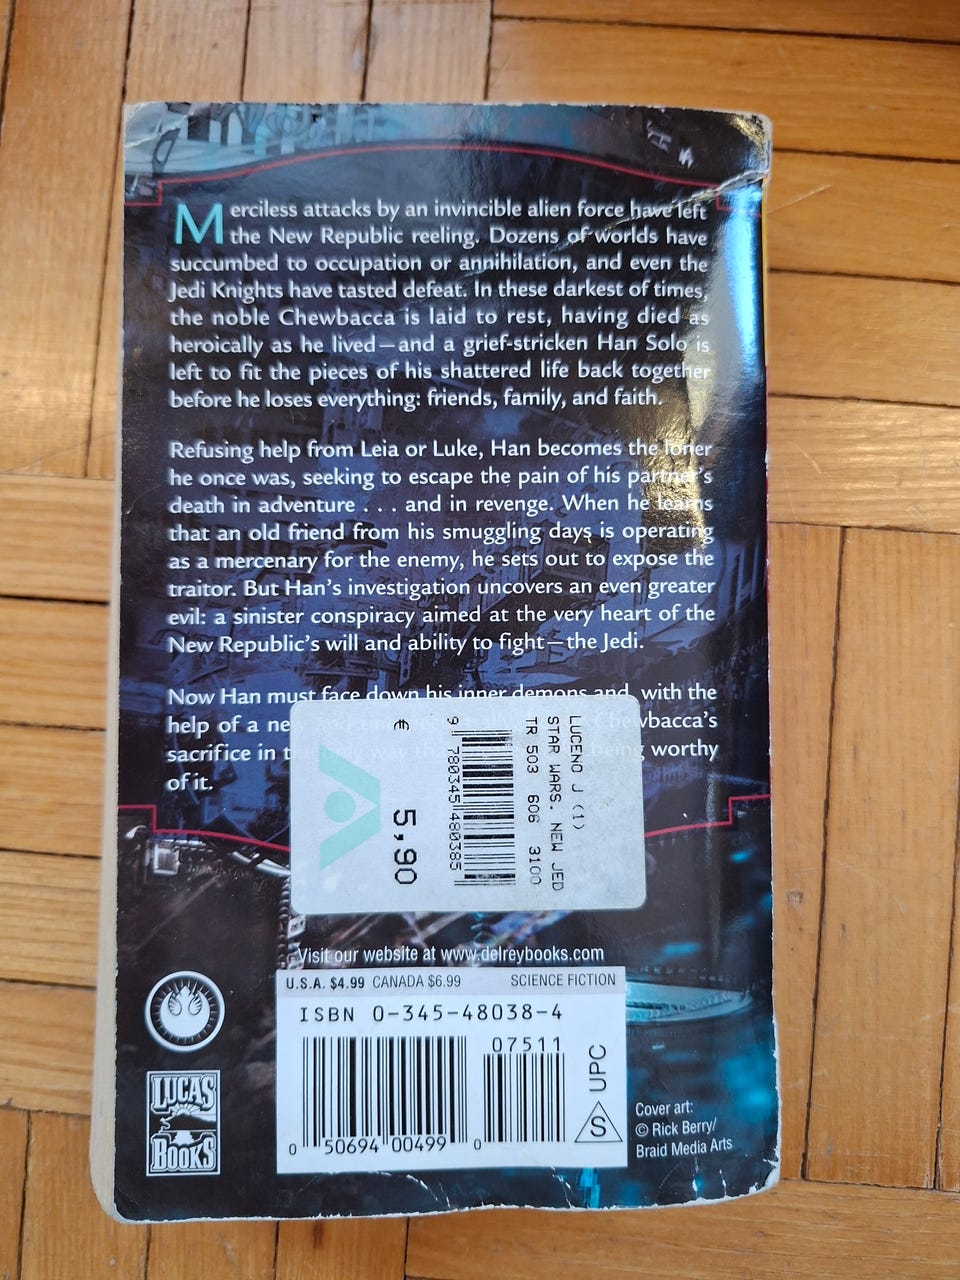 Merciless attacks by an invincible alien force have left
the New Republic reeling. Dozens of worlds have
succumbed to occupation or annihilation, and even the
Jedi Knights have tasted defeat. In these darkest of times,
the noble Chewbacca is laid to rest, having died as
heroically as he lived—and a grief-stricken Han Solo is
left to fit the pieces of his shattered life back together
before he loses everything: friends, family, and faith.
Refusing help from Leia or Luke, Han becomes the loner
he once was, seeking to escape the pain of his partner's
death in adventure . . . and in revenge. When he learns
that an old friend from his smuggling days is operating
as a mercenary for the enemy, he sets out to expose the
traitor. But Han's investigation uncovers an even greater
evil: a sinister conspiracy aimed at the very heart of the
New Republic's will and ability to fight—the Jedi.
Now Han must face down his inner demons and, with the
help of a new and unexpected ally, Chewbacca's
sacrifice in the only way that being worthy
of it.
LUCENO J (1)
STAR WARS. NEW JED
TR 503 606 3100
9 780345 480385
€ 5,90
Visit our website at www.delreybooks.com
U.S.A. $4.99 CANADA $6.99 SCIENCE FICTION
ISBN 0-345-48038-4
07511
0 50694 00499 0
UPC
S
LUCAS
BOOKS
Cover art:
© Rick Berry/
Braid Media Arts